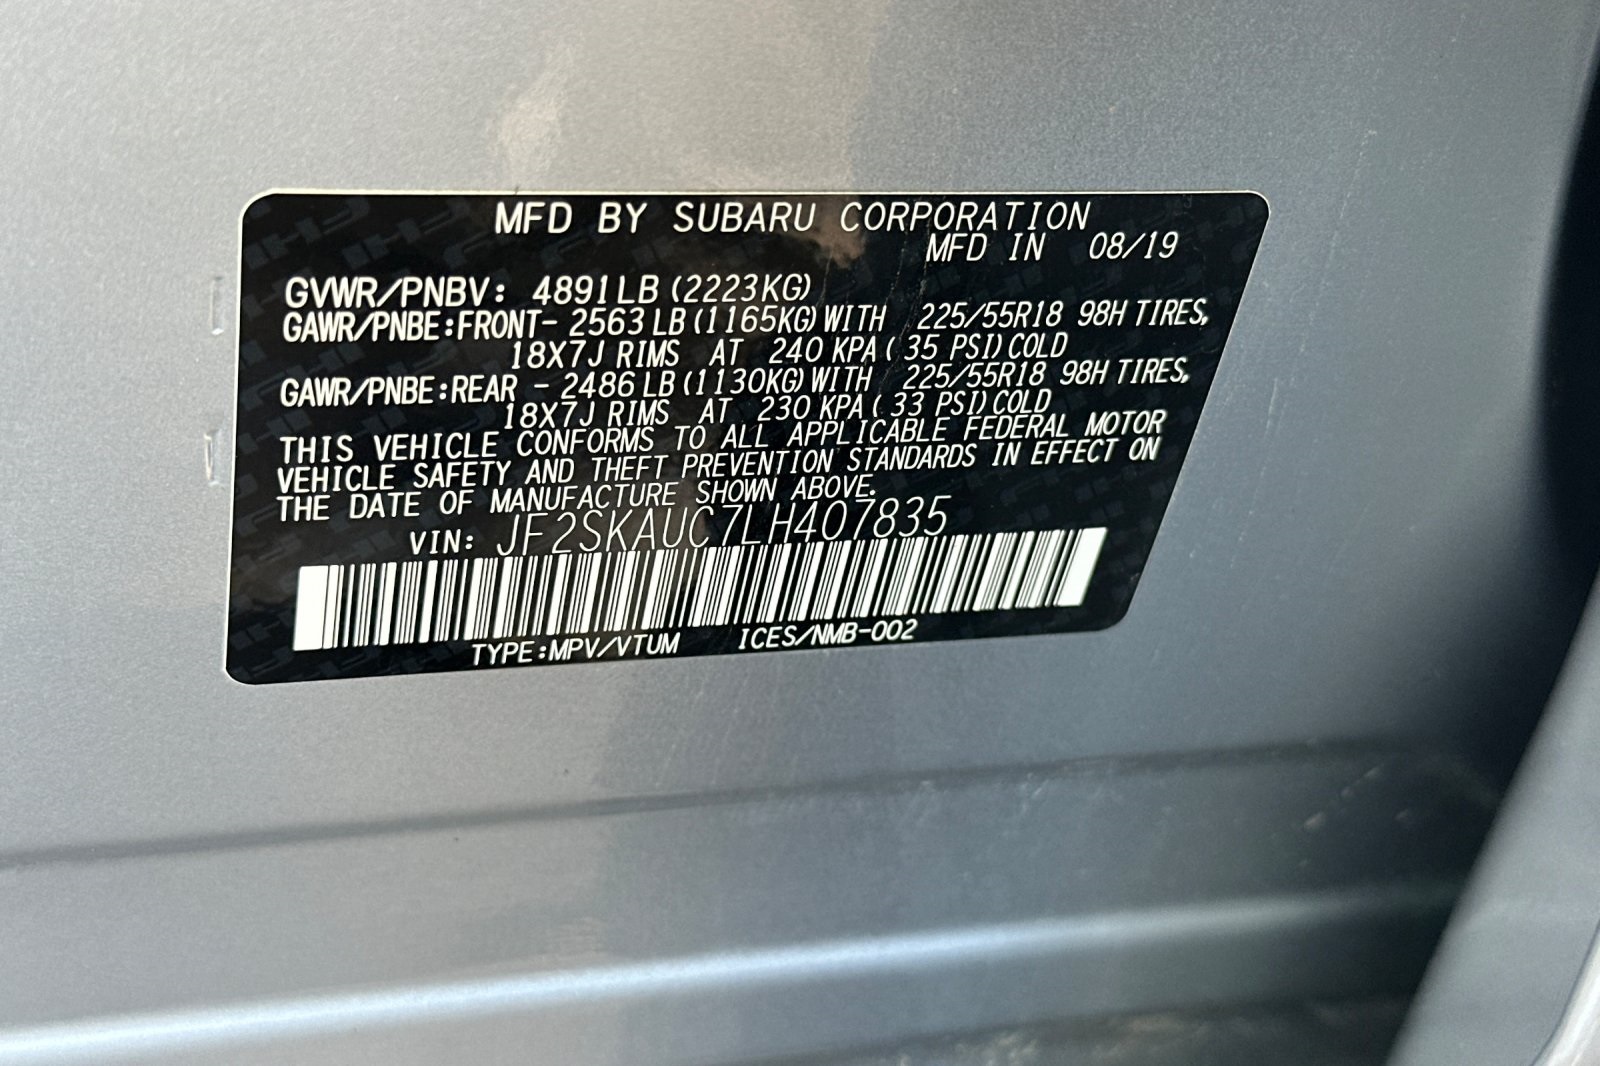 MFD BY SUBARU CORPORATION
MFD IN 08/19
GVWR/PNBV: 4891LB (2223KG)
GAWR/PNBE:FRONT- 2563 LB (1165KG) WITH 225/55R18 98H TIRES,
18X7J RIMS AT 240 KPA ( 35 PSI) COLD
GAWR/PNBE:REAR - 2486 LB (1130KG) WITH 225/55R18 98H TIRES,
18X7J RIMS AT 230 KPA ( 33 PSI) COLD
THIS VEHICLE CONFORMS TO ALL APPLICABLE FEDERAL MOTOR
VEHICLE SAFETY AND THEFT PREVENTION STANDARDS IN EFFECT ON
THE DATE OF MANUFACTURE SHOWN ABOVE.
VIN: JF2SKAUC7LH407835
TYPE:MPV/VTUM ICES/NMB-002